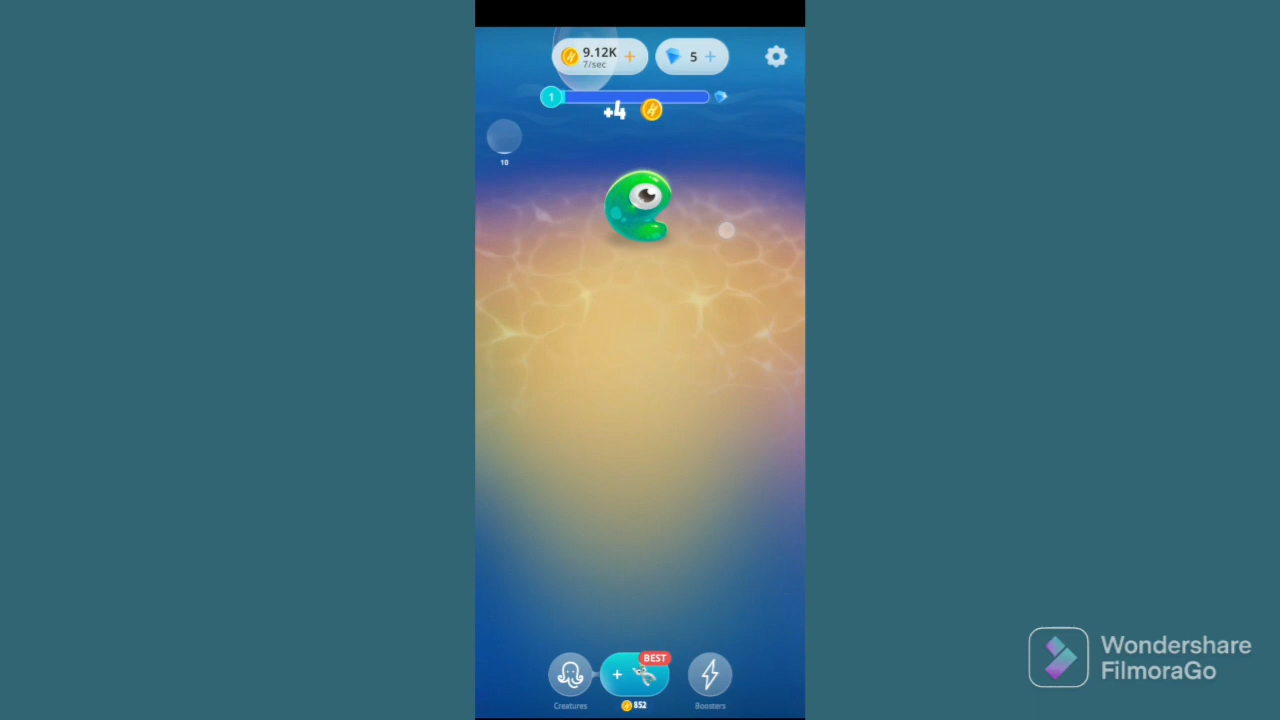 9.12K
7/sec
5
1
+4
10
BEST
+
852
Creatures
Boosters
Wondershare
FilmoraGo